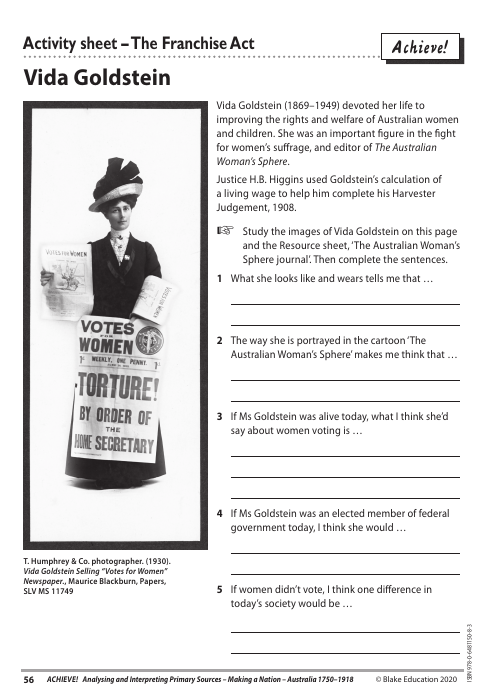 Activity sheet – The Franchise Act
Achieve!
Vida Goldstein
Vida Goldstein (1869–1949) devoted her life to
improving the rights and welfare of Australian women
and children. She was an important figure in the fight
for women's suffrage, and editor of The Australian
Woman's Sphere.
Justice H.B. Higgins used Goldstein's calculation of
a living wage to help him complete his Harvester
Judgement, 1908.
☞ Study the images of Vida Goldstein on this page
and the Resource sheet, 'The Australian Woman's
Sphere journal'. Then complete the sentences.
1 What she looks like and wears tells me that …
2 The way she is portrayed in the cartoon 'The
Australian Woman's Sphere' makes me think that …
3 If Ms Goldstein was alive today, what I think she'd
say about women voting is …
4 If Ms Goldstein was an elected member of federal
government today, I think she would …
5 If women didn't vote, I think one difference in
today's society would be …
VOTES FOR WOMEN
VOTES FOR WOMEN
VOTES
FOR
WOMEN
1D WEEKLY, ONE PENNY. 1D
TORTURE!
BY ORDER OF
THE
HOME SECRETARY
T. Humphrey & Co. photographer. (1930).
Vida Goldstein Selling "Votes for Women"
Newspaper., Maurice Blackburn, Papers,
SLV MS 11749
56 ACHIEVE! Analysing and Interpreting Primary Sources – Making a Nation – Australia 1750–1918 © Blake Education 2020